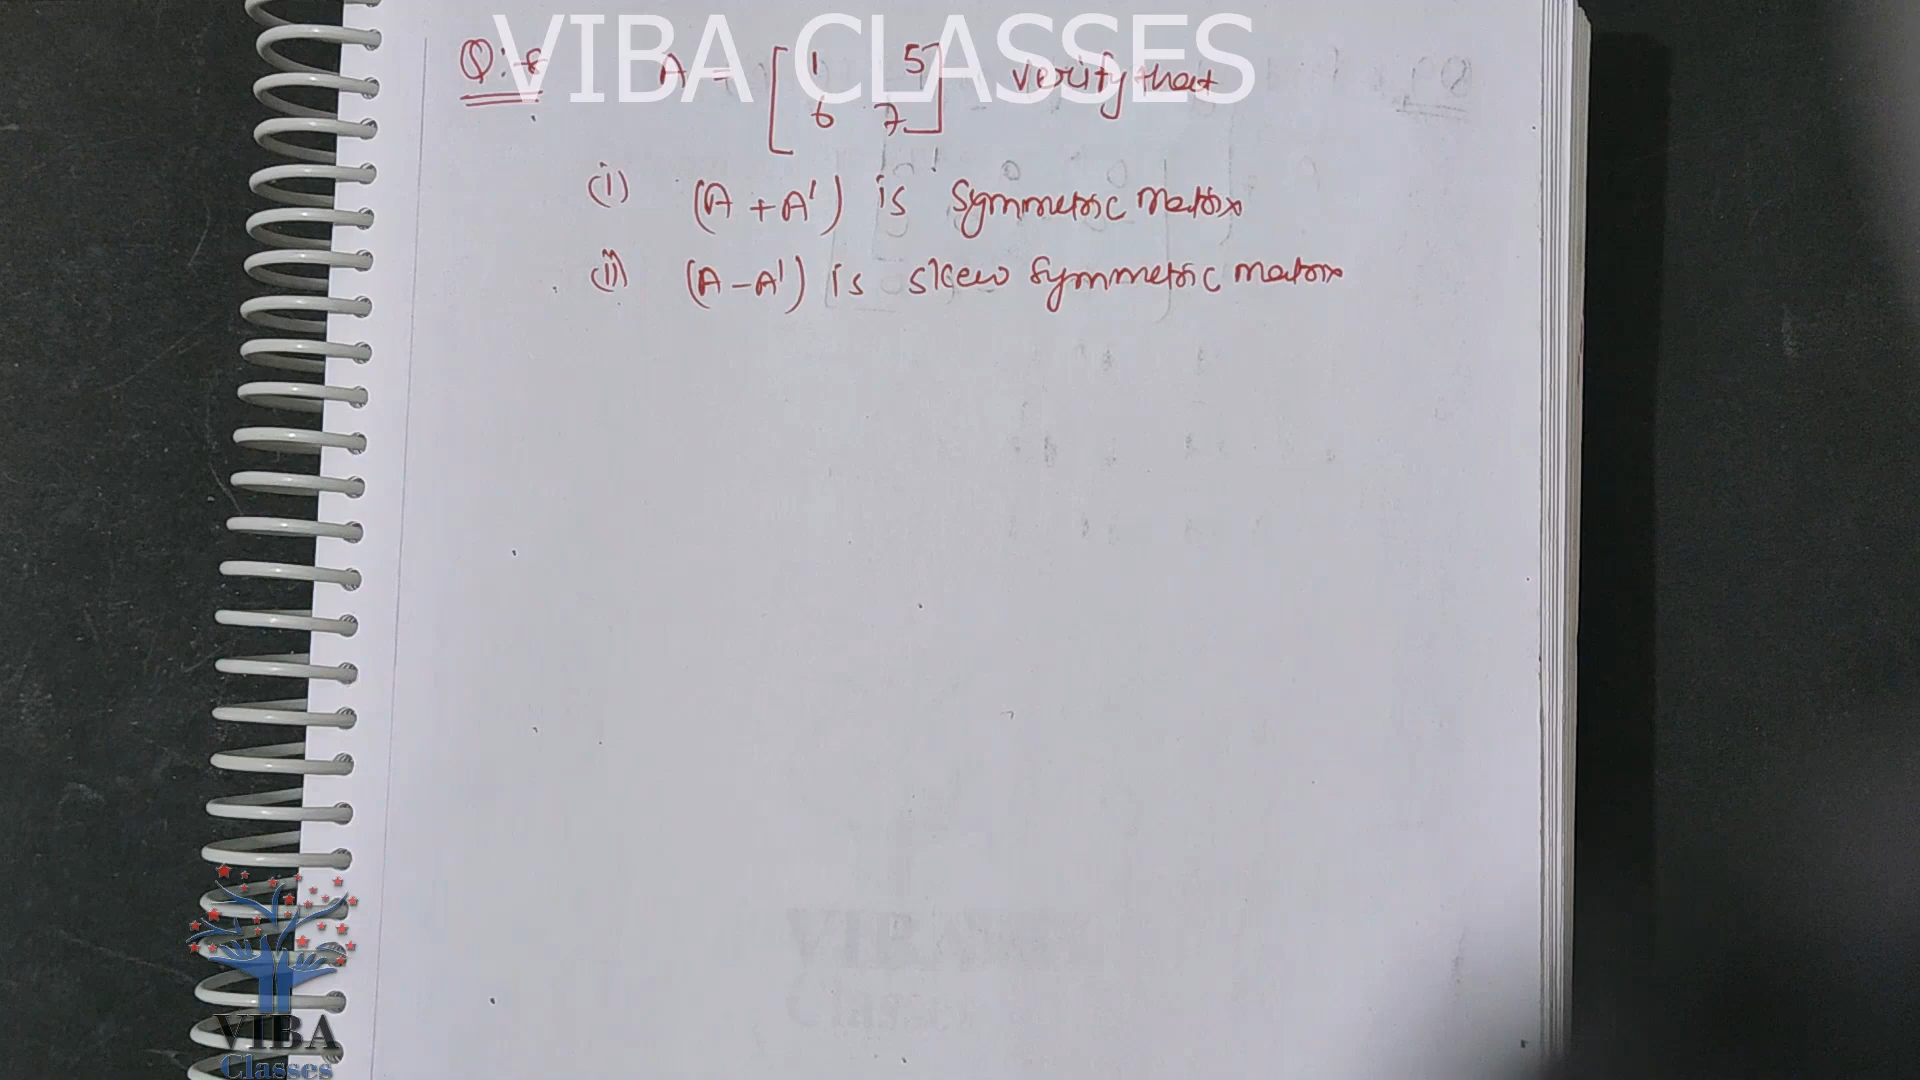 VIBA CLASSES
Q:-8 A = [ 1 5 verify that
6 7 ]
(i) (A + A') is symmetric matrix
(ii) (A - A') is skew symmetric matrix
VIBA
Classes